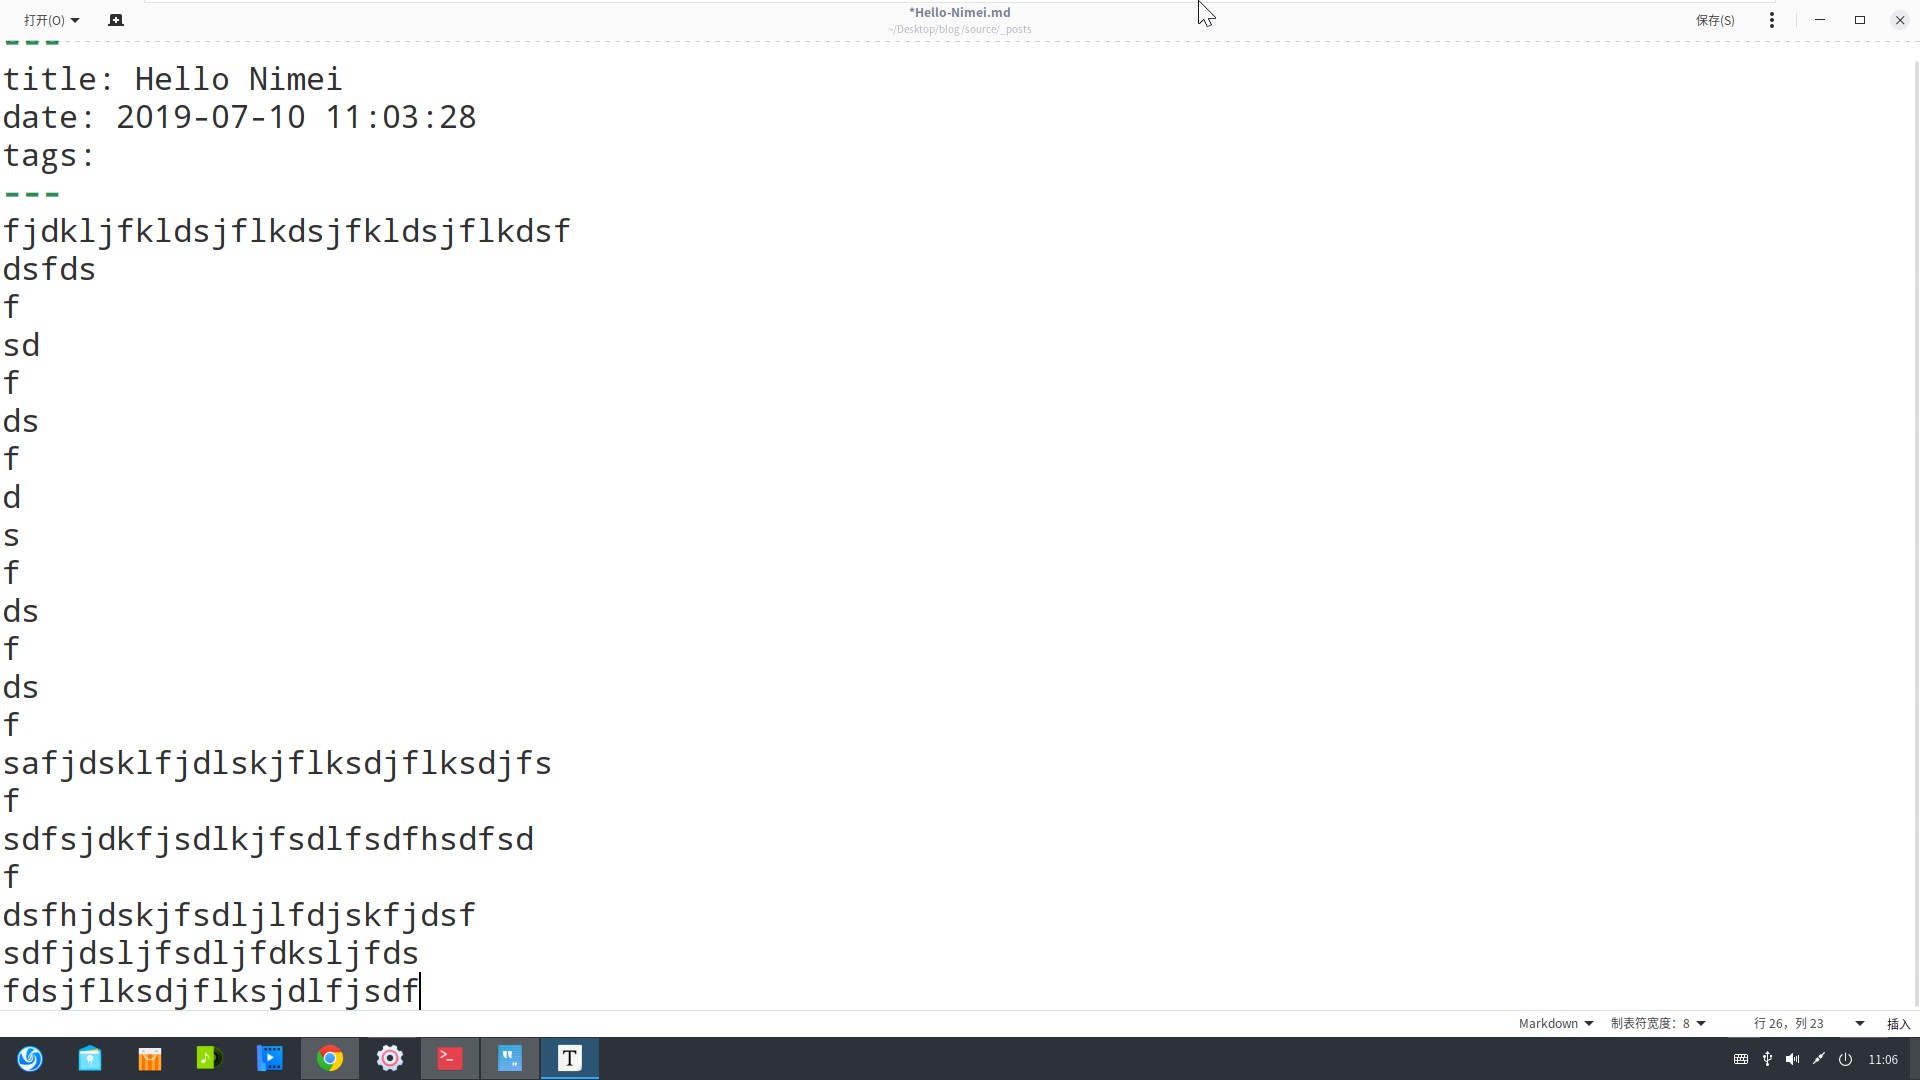 打开(O)
*Hello-Nimei.md
~/Desktop/blog/source/_posts
保存(S)
---
title: Hello Nimei
date: 2019-07-10 11:03:28
tags:
---
fjdkljfkldsjflkdsjfkldsjflkdsf
dsfds
f
sd
f
ds
f
d
s
f
ds
f
ds
f
safjdsklfjdlskjflksdjflksdjfs
f
sdfsjdkfjsdlkjfsdlfsdfhsdfsd
f
dsfhjdskjfsdljlfdjskfjdsf
sdfjdsljfsdljfdksljfds
fdsjflksdjflksjdlfjsdf
Markdown 制表符宽度：8 行 26，列 23 插入
T 11:06